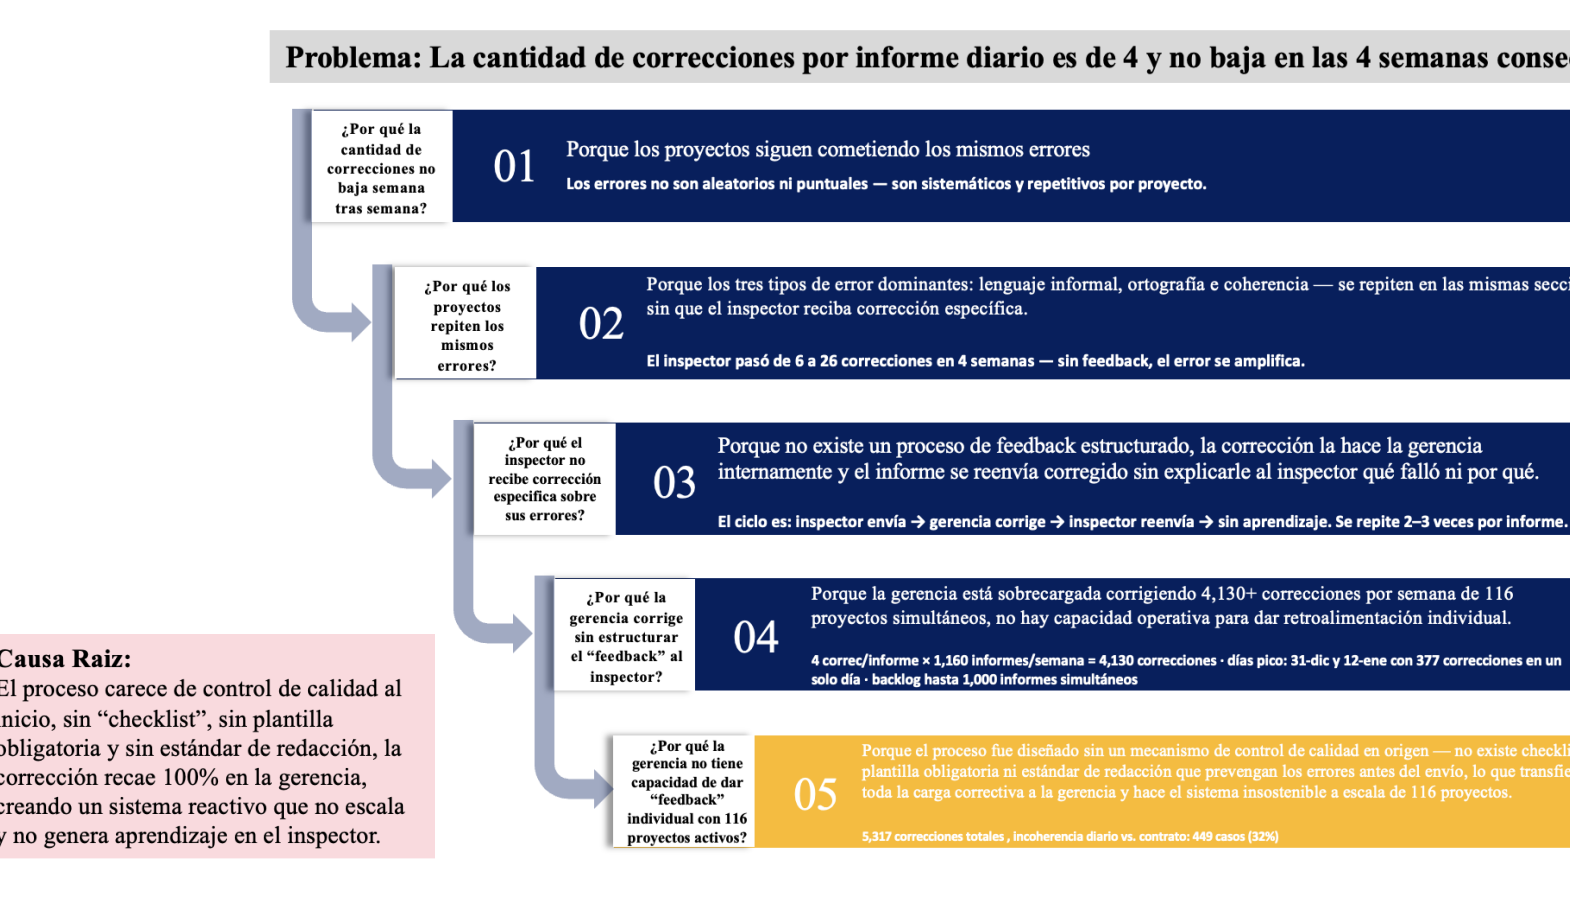 Problema: La cantidad de correcciones por informe diario es de 4 y no baja en las 4 semanas
¿Por qué la
cantidad de
correcciones no
baja semana
tras semana?
01
Porque los proyectos siguen cometiendo los mismos errores
Los errores no son aleatorios ni puntuales — son sistemáticos y repetitivos por proyecto.
¿Por qué los
proyectos
repiten los
mismos
errores?
02
Porque los tres tipos de error dominantes: lenguaje informal, ortografía e coherencia — se repiten en las mismas
sin que el inspector reciba corrección específica.
El inspector pasó de 6 a 26 correcciones en 4 semanas — sin feedback, el error se amplifica.
¿Por qué el
inspector no
recibe corrección
especifica sobre
sus errores?
03
Porque no existe un proceso de feedback estructurado, la corrección la hace la gerencia
internamente y el informe se reenvía corregido sin explicarle al inspector qué falló ni por qué.
El ciclo es: inspector envía → gerencia corrige → inspector reenvía → sin aprendizaje. Se repite 2–3 veces por informe.
¿Por qué la
gerencia corrige
sin estructurar
el “feedback” al
inspector?
04
Porque la gerencia está sobrecargada corrigiendo 4,130+ correcciones por semana de 116
proyectos simultáneos, no hay capacidad operativa para dar retroalimentación individual.
4 correc/informe × 1,160 informes/semana = 4,130 correcciones · días pico: 31-dic y 12-ene con 377 correcciones en un
solo día · backlog hasta 1,000 informes simultáneos
¿Por qué la
gerencia no tiene
capacidad de dar
“feedback”
individual con 116
proyectos activos?
05
Porque el proceso fue diseñado sin un mecanismo de control de calidad en origen — no existe
plantilla obligatoria ni estándar de redacción que prevengan los errores antes del envío, lo que
toda la carga correctiva a la gerencia y hace el sistema insostenible a escala de 116 proyectos.
5,317 correcciones totales , incoherencia diario vs. contrato: 449 casos (32%)
Causa Raiz:
El proceso carece de control de calidad al
inicio, sin “checklist”, sin plantilla
obligatoria y sin estándar de redacción, la
corrección recae 100% en la gerencia,
creando un sistema reactivo que no escala
y no genera aprendizaje en el inspector.